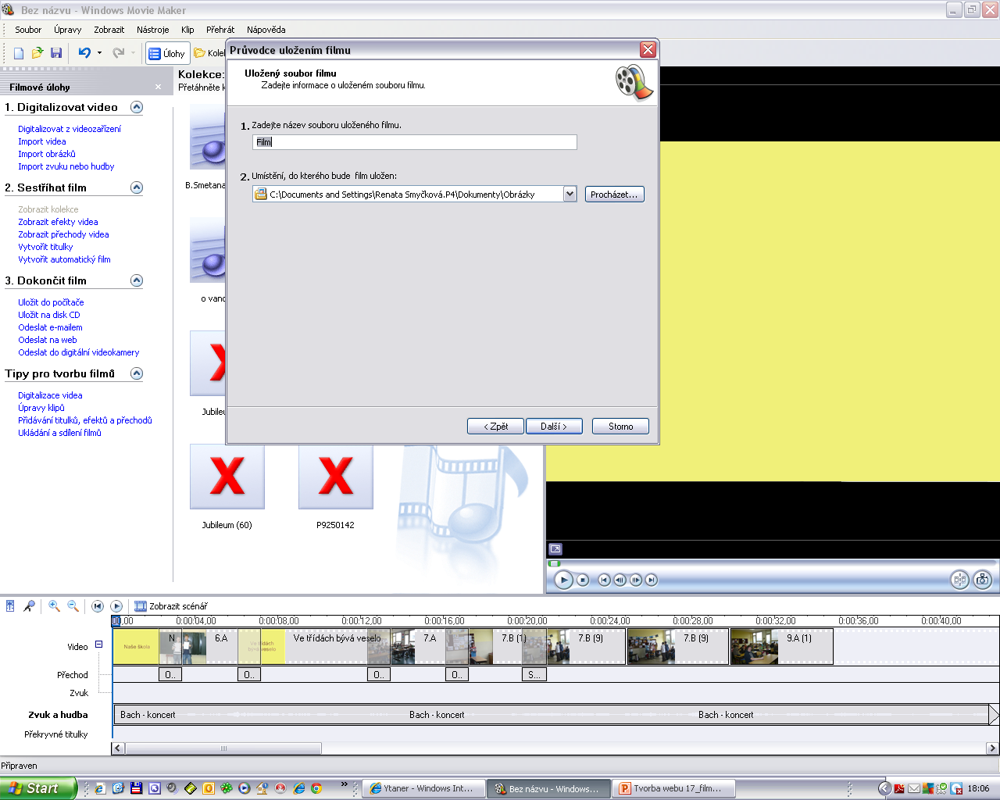 Bez názvu - Windows Movie Maker
Soubor Úpravy Zobrazit Nástroje Klip Přehrát Nápověda
Úlohy
Filmové úlohy
1. Digitalizovat video
Digitalizovat z videozařízení
Import videa
Import obrázků
Import zvuku nebo hudby
2. Sestříhat film
Zobrazit kolekce
Zobrazit efekty videa
Zobrazit přechody videa
Vytvořit titulky
Vytvořit automatický film
3. Dokončit film
Uložit do počítače
Uložit na disk CD
Odeslat e-mailem
Odeslat na web
Odeslat do digitální videokamery
Tipy pro tvorbu filmů
Digitalizace videa
Úpravy klipů
Přidávání titulků, efektů a přechodů
Ukládání a sdílení filmů
Kolekce:
Přetáhněte k
B.Smetana
o vano
Jubileu
Jubileum (60)
P9250142
Průvodce uložením filmu
Uložený soubor filmu
Zadejte informace o uloženém souboru filmu.
1. Zadejte název souboru uloženého filmu.
Film
2. Umístění, do kterého bude film uložen:
C:\Documents and Settings\Renata Smyčková.P4\Dokumenty\Obrázky
Procházet...
< Zpět Další > Storno
Zobrazit scénář
0:00:04,00 0:00:08,00 0:00:12,00 0:00:16,00 0:00:20,00 0:00:24,00 0:00:28,00 0:00:32,00 0:00:36,00 0:00:40,00
Video
Naše škola
N
6.A
Ve třídách bývá veselo
Ve třídách bývá veselo
7.A
7.B (1)
7.B (9)
7.B (9)
9.A (1)
Přechod
O.. O.. O.. O.. S...
Zvuk
Zvuk a hudba
Bach - koncert Bach - koncert Bach - koncert
Překryvné titulky
Připraven
Start
Ytaner - Windows Int...
Bez názvu - Windows...
Tvorba webu 17_film...
18:06